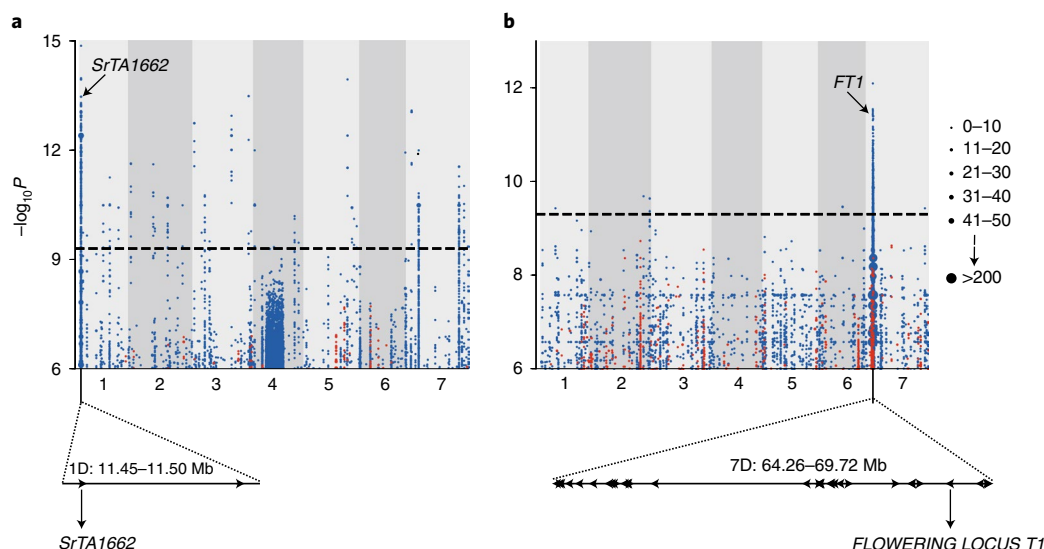 a
b
15
12
9
6
–log₁₀P
SrTA1662
1 2 3 4 5 6 7
1D: 11.45–11.50 Mb
SrTA1662
12
10
8
6
FT1
1 2 3 4 5 6 7
0–10
11–20
21–30
31–40
41–50
>200
7D: 64.26–69.72 Mb
FLOWERING LOCUS T1